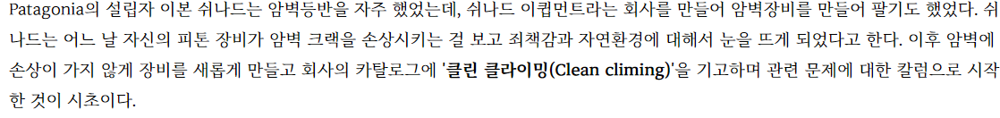 Patagonia의 설립자 이본 쉬나드는 암벽등반을 자주 했었는데, 쉬나드 이큅먼트라는 회사를 만들어 암벽장비를 만들어 팔기도 했었다. 쉬
나드는 어느 날 자신의 피톤 장비가 암벽 크랙을 손상시키는 걸 보고 죄책감과 자연환경에 대해서 눈을 뜨게 되었다고 한다. 이후 암벽에
손상이 가지 않게 장비를 새롭게 만들고 회사의 카탈로그에 '클린 클라이밍(Clean climing)'을 기고하며 관련 문제에 대한 칼럼으로 시작
한 것이 시초이다.